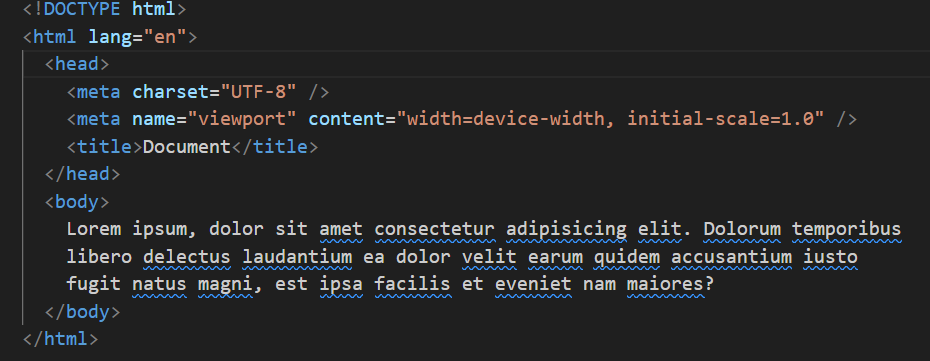 <!DOCTYPE html>
<html lang="en">
<head>
<meta charset="UTF-8" />
<meta name="viewport" content="width=device-width, initial-scale=1.0" />
<title>Document</title>
</head>
<body>
Lorem ipsum, dolor sit amet consectetur adipisicing elit. Dolorum temporibus
libero delectus laudantium ea dolor velit earum quidem accusantium iusto
fugit natus magni, est ipsa facilis et eveniet nam maiores?
</body>
</html>